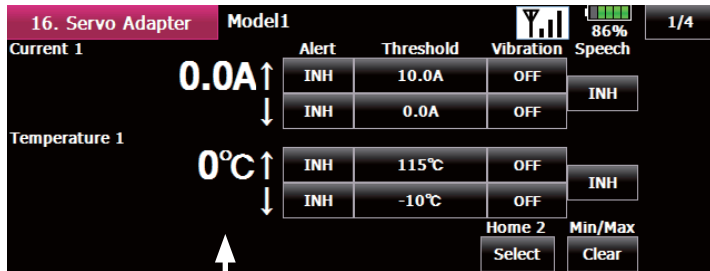 16. Servo Adapter Model1 86% 1/4
Current 1 Alert Threshold Vibration Speech
0.0A↑ INH 10.0A OFF INH
↓ INH 0.0A OFF
Temperature 1
0℃↑ INH 115℃ OFF INH
↓ INH -10℃ OFF
Home 2 Min/Max
Select Clear